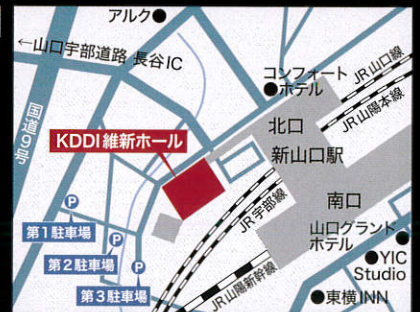 アルク
←山口宇部道路 長谷IC
国道9号
コンフォート
ホテル
JR山口線
JR山陽本線
北口
新山口駅
KDDI維新ホール
南口
JR宇部線
山口グランド
ホテル
P
第1駐車場
P
第2駐車場
P
第3駐車場
YIC
Studio
JR山陽新幹線
東横INN